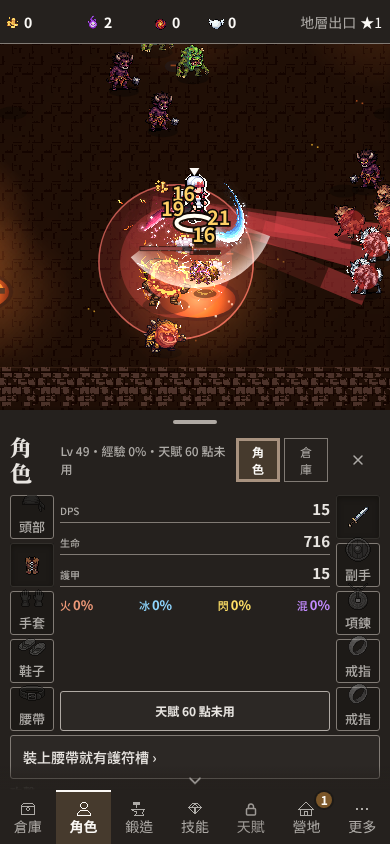 0 2 0 0 地層出口 ★1
16
19
21
16
角色
Lv 49・經驗 0%・天賦 60 點未用
角色
倉庫
×
頭部
手套
鞋子
腰帶
DPS 15
生命 716
護甲 15
火0% 冰0% 閃0% 混0%
副手
項鍊
戒指
戒指
天賦 60 點未用
裝上腰帶就有護符槽 ›
倉庫 角色 鍛造 技能 天賦 營地 1 更多